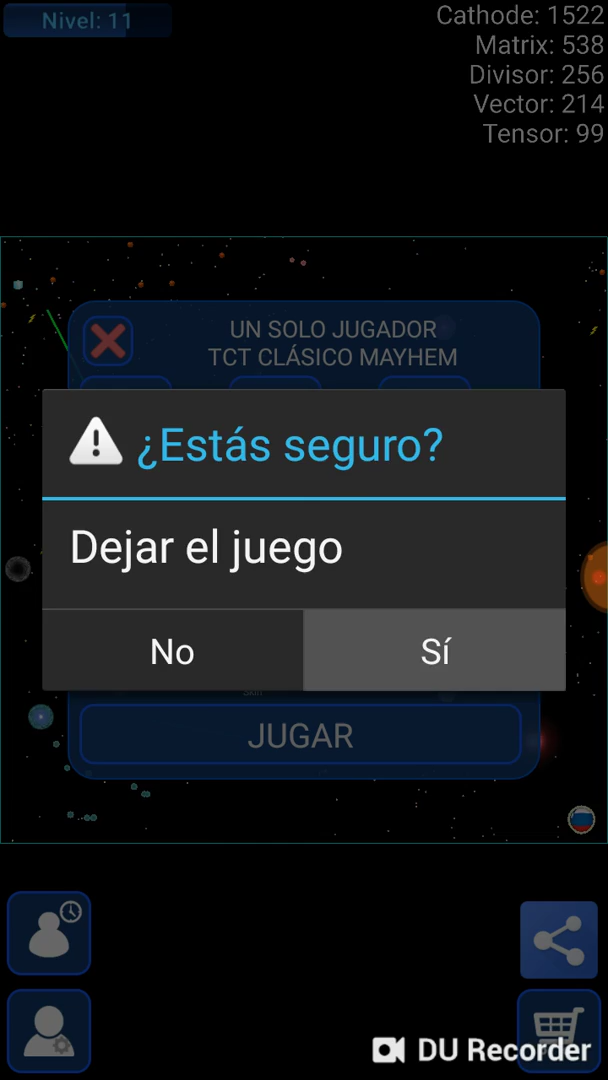 Nivel: 11
Cathode: 1522
Matrix: 538
Divisor: 256
Vector: 214
Tensor: 99
UN SOLO JUGADOR
TCT CLÁSICO MAYHEM
¿Estás seguro?
Dejar el juego
No
Sí
Skin
JUGAR
DU Recorder